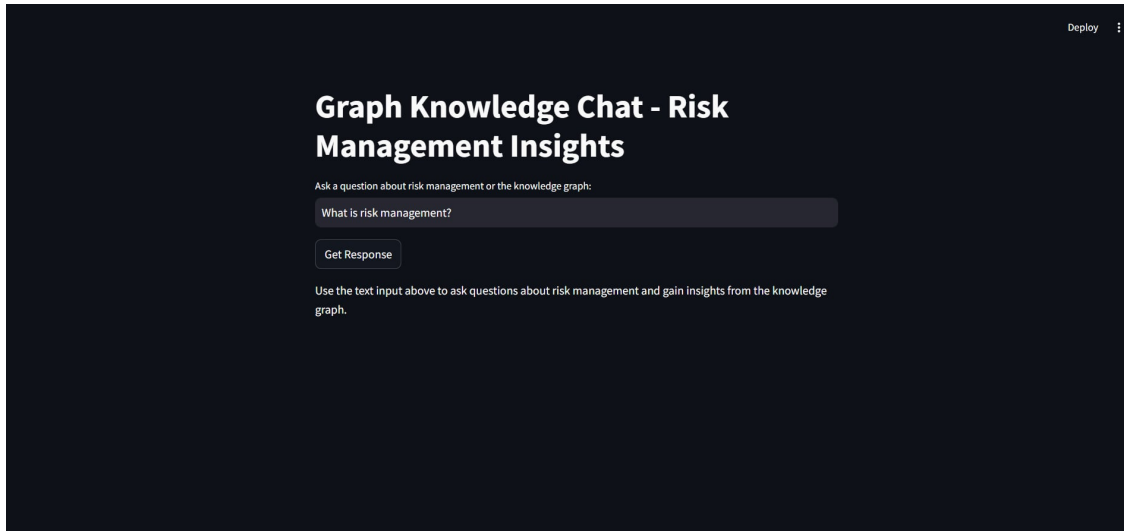 Deploy
Graph Knowledge Chat - Risk
Management Insights
Ask a question about risk management or the knowledge graph:
What is risk management?
Get Response
Use the text input above to ask questions about risk management and gain insights from the knowledge
graph.